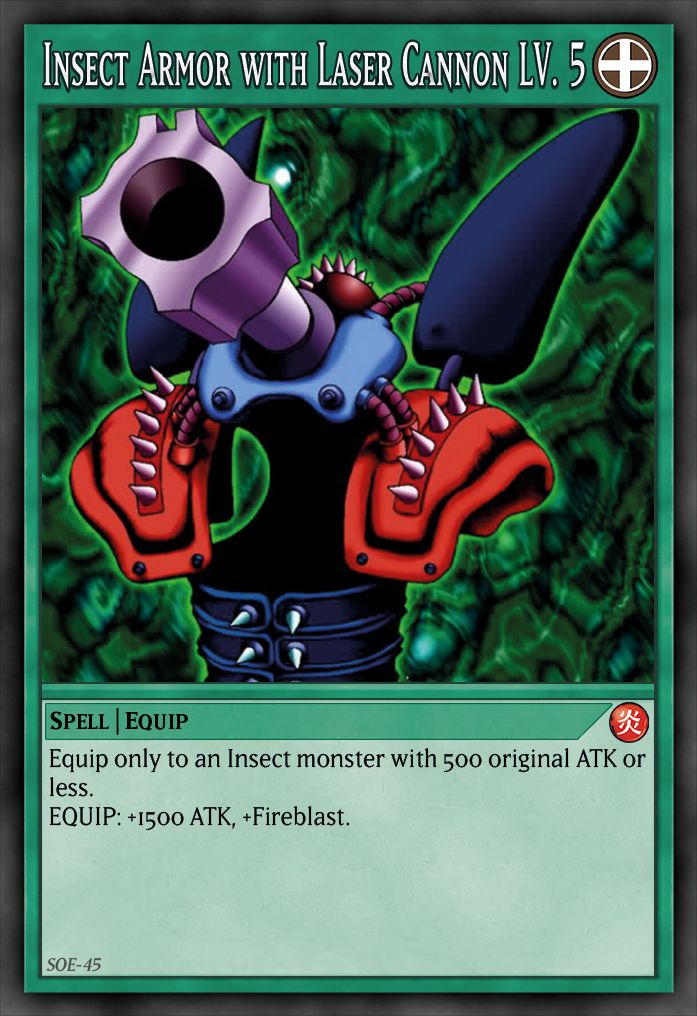 Insect Armor with Laser Cannon LV. 5
Spell | Equip
炎
Equip only to an Insect monster with 500 original ATK or
less.
EQUIP: +1500 ATK, +Fireblast.
SOE-45